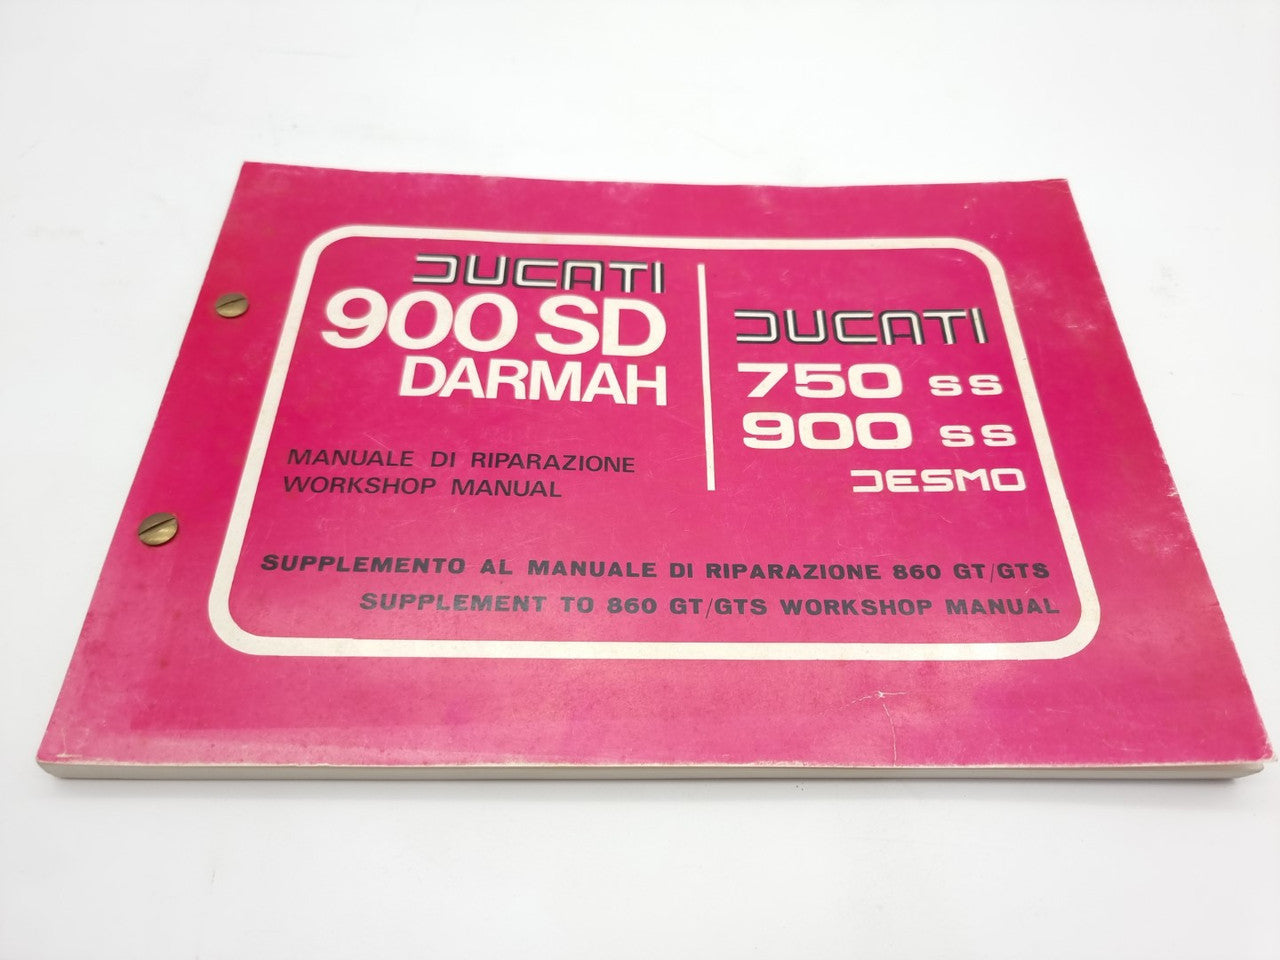 DUCATI
900 SD
DARMAH
MANUALE DI RIPARAZIONE
WORKSHOP MANUAL
DUCATI
750 SS
900 SS
DESMO
SUPPLEMENTO AL MANUALE DI RIPARAZIONE 860 GT/GTS
SUPPLEMENT TO 860 GT/GTS WORKSHOP MANUAL